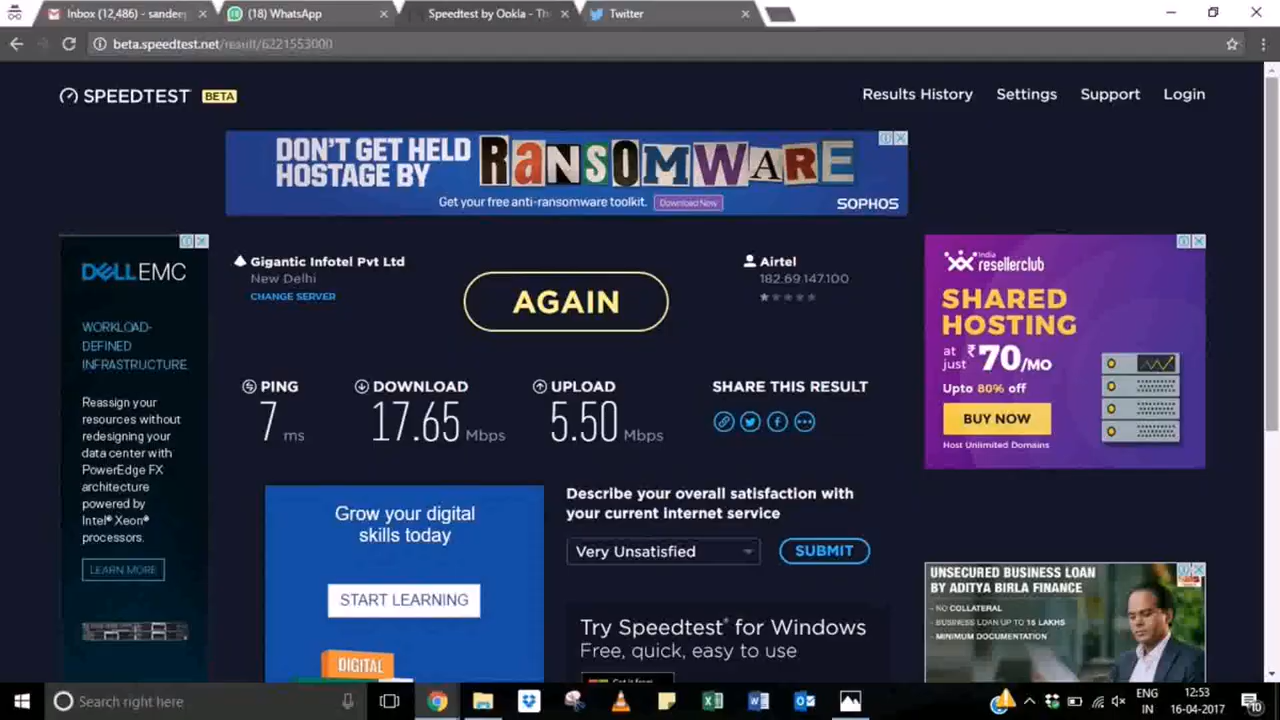 Inbox (12,486) - sandee
(18) WhatsApp
Speedtest by Ookla - Th
Twitter
beta.speedtest.net/result/6221553000
SPEEDTEST BETA
Results History
Settings
Support
Login
DON'T GET HELD
HOSTAGE BY
RANSOMWARE
Get your free anti-ransomware toolkit.
Download Now
SOPHOS
DELL EMC
WORKLOAD-
DEFINED
INFRASTRUCTURE
Reassign your
resources without
redesigning your
data center with
PowerEdge FX
architecture
powered by
Intel® Xeon®
processors.
LEARN MORE
Gigantic Infotel Pvt Ltd
New Delhi
CHANGE SERVER
AGAIN
Airtel
182.69.147.100
PING
7 ms
DOWNLOAD
17.65 Mbps
UPLOAD
5.50 Mbps
SHARE THIS RESULT
India
resellerclub
SHARED
HOSTING
at
just
₹70/MO
Upto 80% off
BUY NOW
Host Unlimited Domains
Grow your digital
skills today
START LEARNING
DIGITAL
Describe your overall satisfaction with
your current internet service
Very Unsatisfied
SUBMIT
Try Speedtest® for Windows
Free, quick, easy to use
Get it from
UNSECURED BUSINESS LOAN
BY ADITYA BIRLA FINANCE
- NO COLLATERAL
- BUSINESS LOAN UP TO 15 LAKHS
- MINIMUM DOCUMENTATION
Search right here
ENG
IN
12:53
16-04-2017
10